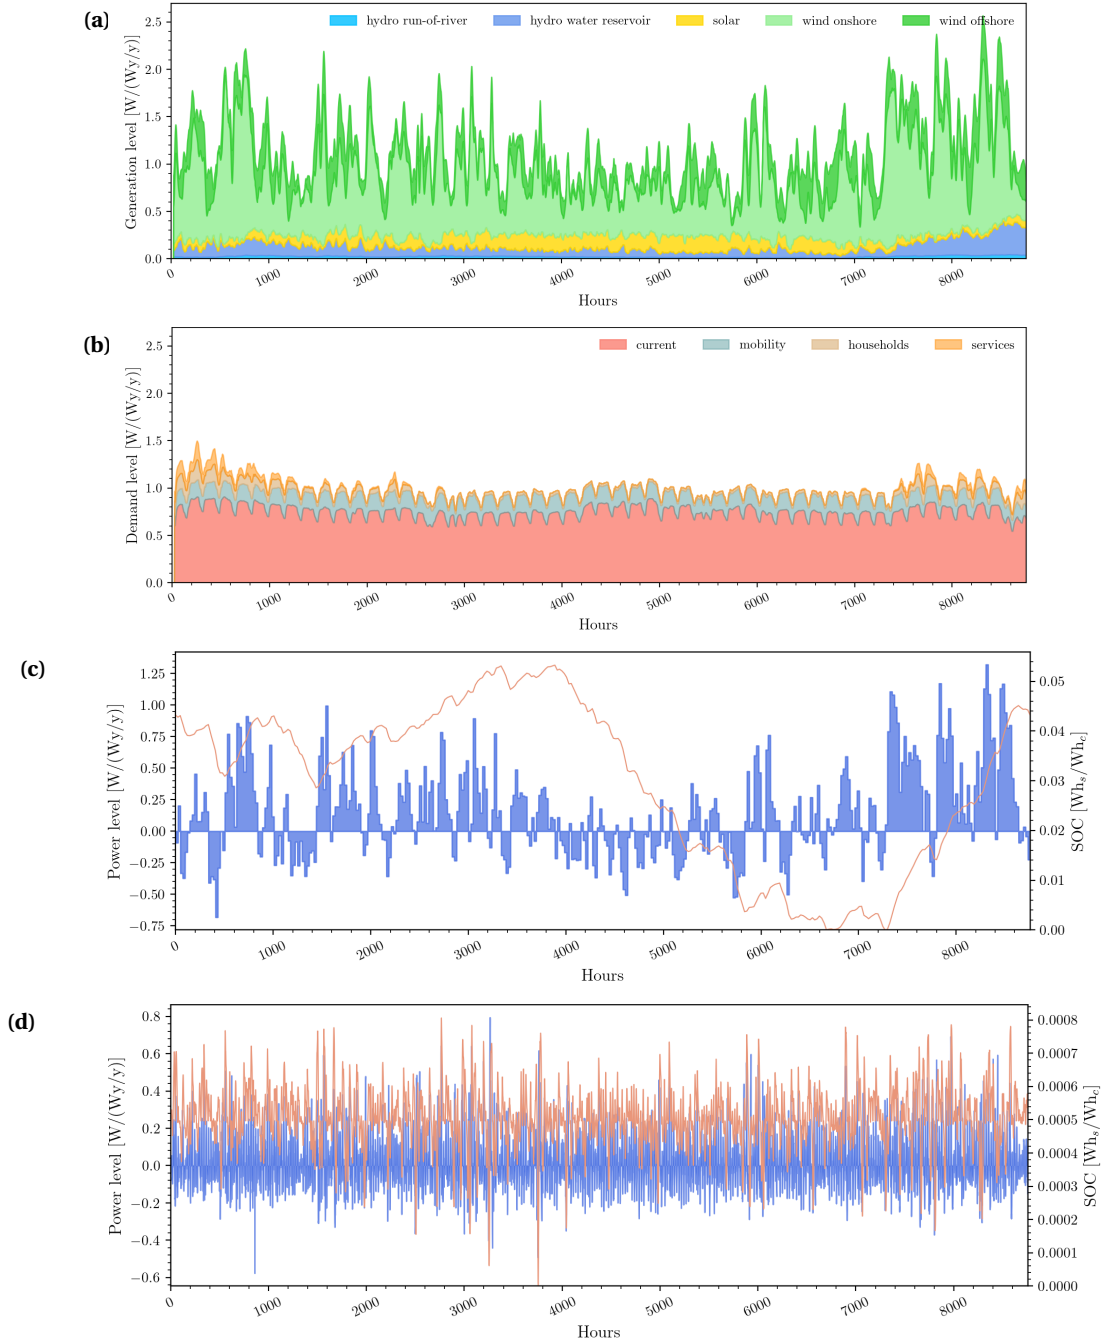 (a)
hydro run-of-river hydro water reservoir solar wind onshore wind offshore
Generation level [W/(Wy/y)]
2.5
2.0
1.5
1.0
0.5
0.0
0 1000 2000 3000 4000 5000 6000 7000 8000
Hours
(b)
current mobility households services
Demand level [W/(Wy/y)]
2.5
2.0
1.5
1.0
0.5
0.0
0 1000 2000 3000 4000 5000 6000 7000 8000
Hours
(c)
Power level [W/(Wy/y)]
1.25
1.00
0.75
0.50
0.25
0.00
−0.25
−0.50
−0.75
0.05
0.04
0.03
0.02
0.01
0.00
SOC [Whₛ/Wh꜀]
0 1000 2000 3000 4000 5000 6000 7000 8000
Hours
(d)
Power level [W/(Wy/y)]
0.8
0.6
0.4
0.2
0.0
−0.2
−0.4
−0.6
0.0008
0.0007
0.0006
0.0005
0.0004
0.0003
0.0002
0.0001
0.0000
SOC [Whₛ/Wh꜀]
0 1000 2000 3000 4000 5000 6000 7000 8000
Hours